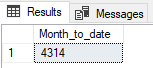 Results Messages
Month_to_date
1 4314